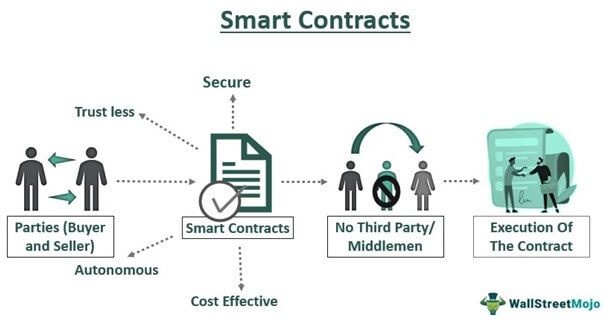 Smart Contracts
Secure
Trust less
Parties (Buyer
and Seller)
Smart Contracts
No Third Party/
Middlemen
Execution Of
The Contract
Autonomous
Cost Effective
WallStreetMojo